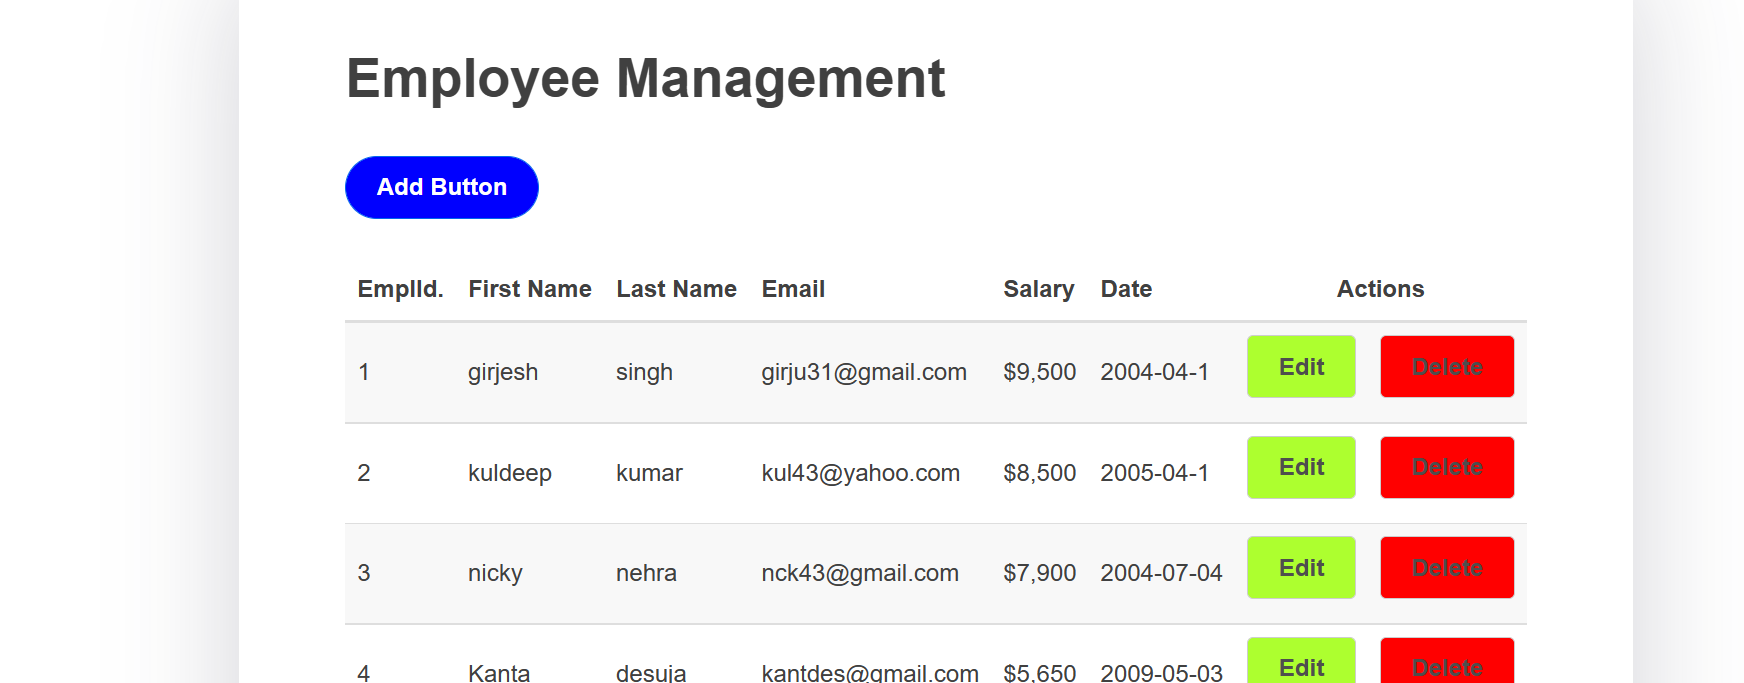 Employee Management
Add Button
EmplId. First Name Last Name Email Salary Date Actions
1 girjesh singh girju31@gmail.com $9,500 2004-04-1 Edit Delete
2 kuldeep kumar kul43@yahoo.com $8,500 2005-04-1 Edit Delete
3 nicky nehra nck43@gmail.com $7,900 2004-07-04 Edit Delete
4 Kanta desuja kantdes@gmail.com $5,650 2009-05-03 Edit Delete